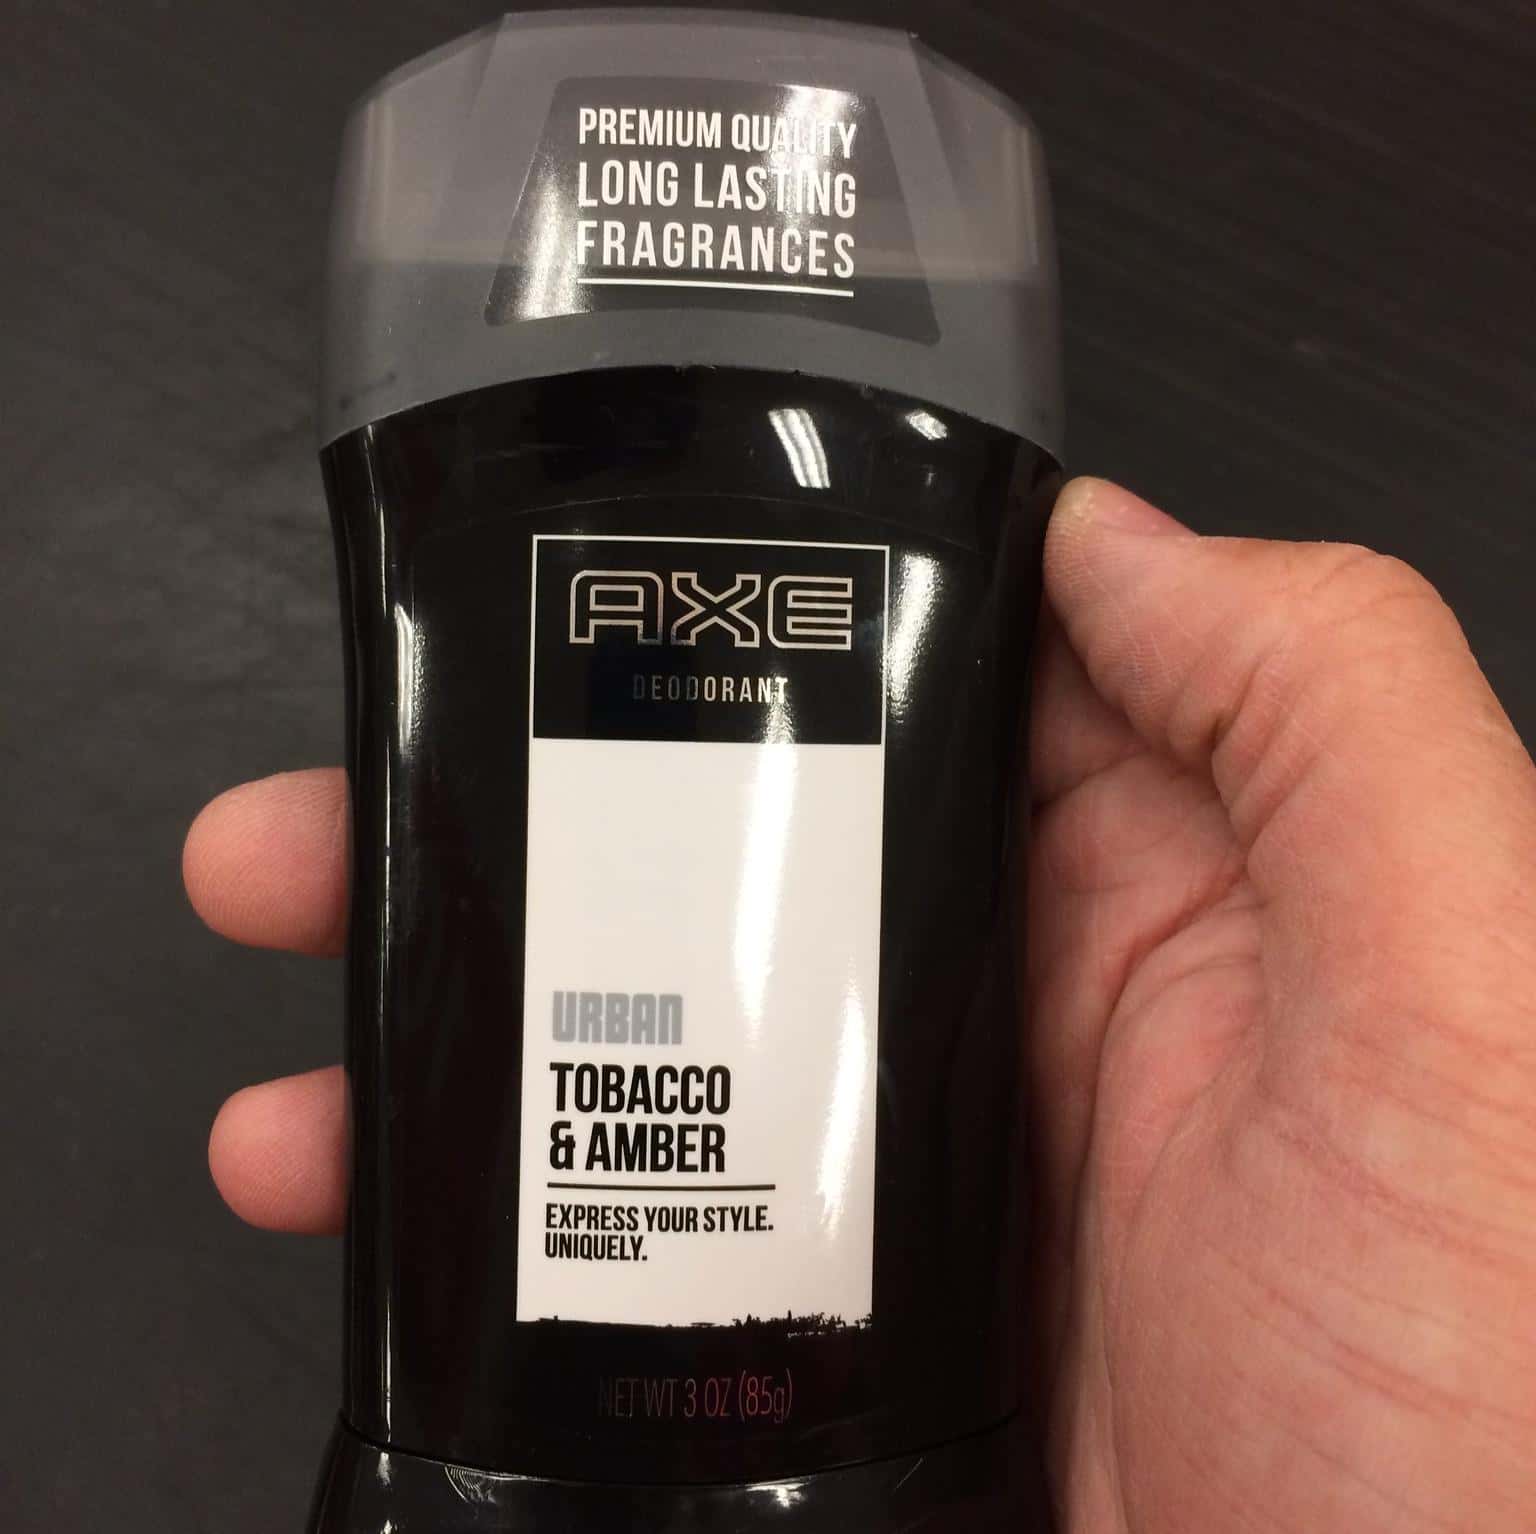 PREMIUM QUALITY
LONG LASTING
FRAGRANCES
AXE
DEODORANT
URBAN
TOBACCO
& AMBER
EXPRESS YOUR STYLE.
UNIQUELY.
NET WT 3 OZ (85g)